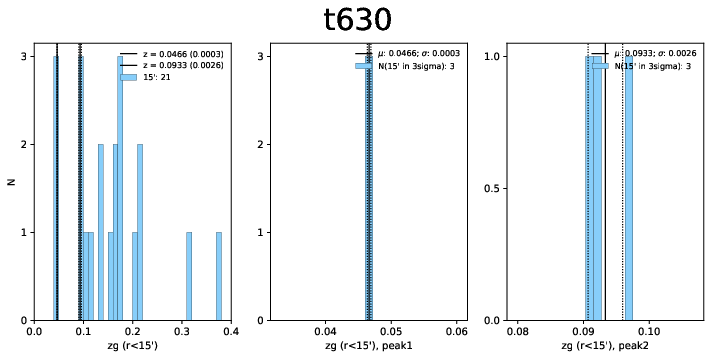 t630
z = 0.0466 (0.0003)
z = 0.0933 (0.0026)
15': 21
N
3
2
1
0
0.0 0.1 0.2 0.3 0.4
zg (r<15')
μ: 0.0466; σ: 0.0003
N(15' in 3sigma): 3
3
2
1
0
0.04 0.05 0.06
zg (r<15'), peak1
μ: 0.0933; σ: 0.0026
N(15' in 3sigma): 3
1.0
0.5
0.0
0.08 0.09 0.10
zg (r<15'), peak2